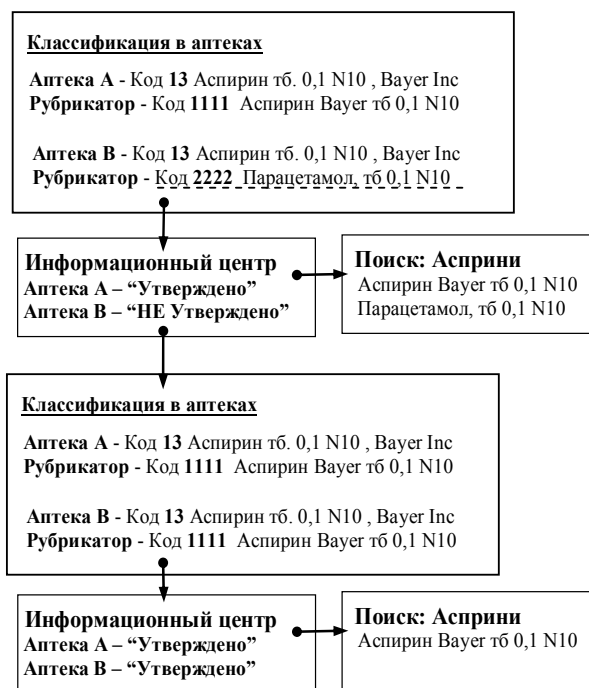 Классификация в аптеках
Аптека А - Код 13 Аспирин тб. 0,1 N10 , Bayer Inc
Рубрикатор - Код 1111 Аспирин Bayer тб 0,1 N10
Аптека В - Код 13 Аспирин тб. 0,1 N10 , Bayer Inc
Рубрикатор - Код 2222 Парацетамол, тб 0,1 N10
Информационный центр
Аптека А – “Утверждено”
Аптека В – “НЕ Утверждено”
Поиск: Асприни
Аспирин Bayer тб 0,1 N10
Парацетамол, тб 0,1 N10
Классификация в аптеках
Аптека А - Код 13 Аспирин тб. 0,1 N10 , Bayer Inc
Рубрикатор - Код 1111 Аспирин Bayer тб 0,1 N10
Аптека В - Код 13 Аспирин тб. 0,1 N10 , Bayer Inc
Рубрикатор - Код 1111 Аспирин Bayer тб 0,1 N10
Информационный центр
Аптека А – “Утверждено”
Аптека В – “Утверждено”
Поиск: Асприни
Аспирин Bayer тб 0,1 N10